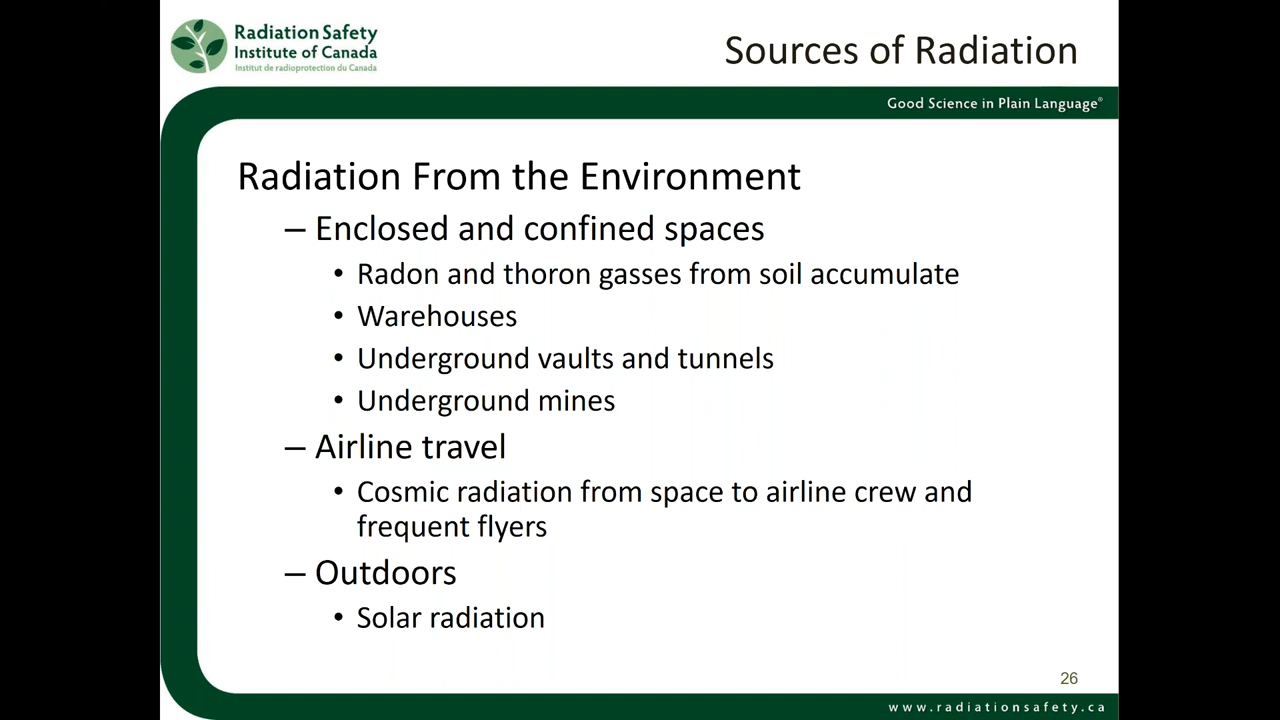 Radiation Safety
Institute of Canada
Institut de radioprotection du Canada
Sources of Radiation
Good Science in Plain Language®
Radiation From the Environment
– Enclosed and confined spaces
• Radon and thoron gasses from soil accumulate
• Warehouses
• Underground vaults and tunnels
• Underground mines
– Airline travel
• Cosmic radiation from space to airline crew and
frequent flyers
– Outdoors
• Solar radiation
26
www.radiationsafety.ca